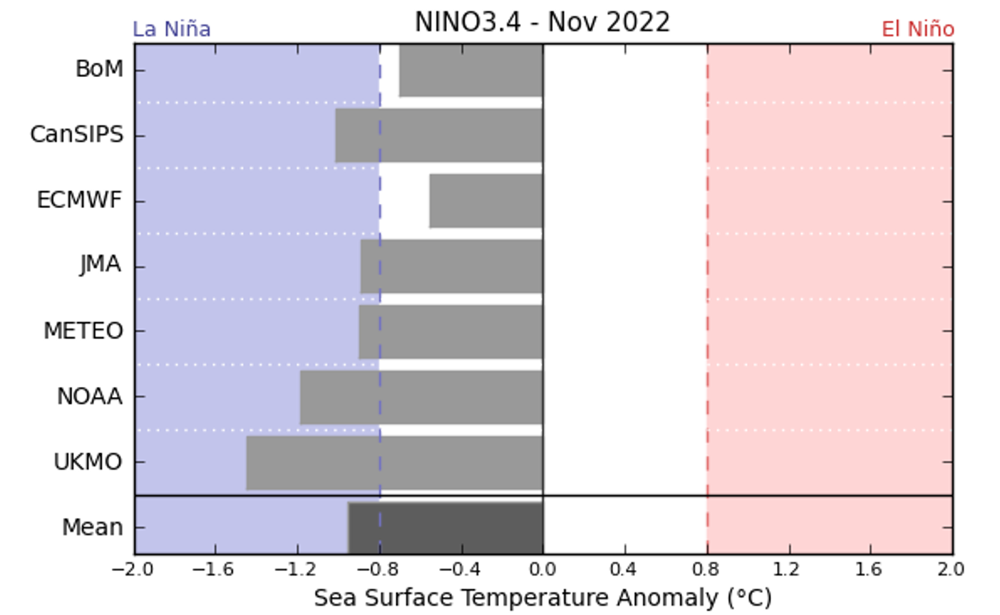 NINO3.4 - Nov 2022
La Niña
El Niño
BoM
CanSIPS
ECMWF
JMA
METEO
NOAA
UKMO
Mean
−2.0 −1.6 −1.2 −0.8 −0.4 0.0 0.4 0.8 1.2 1.6 2.0
Sea Surface Temperature Anomaly (°C)